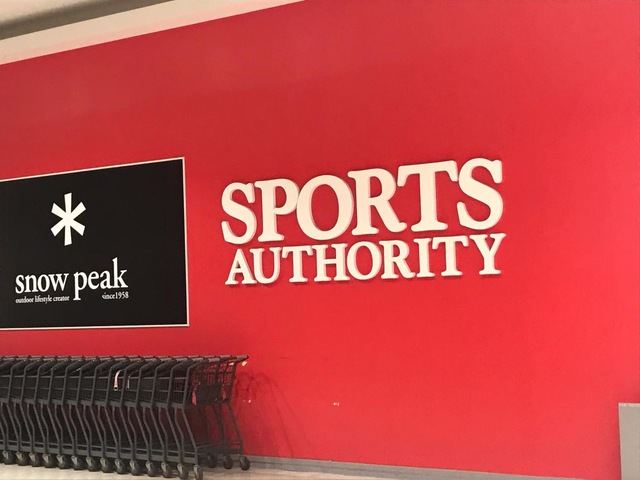 snow peak
outdoor lifestyle creator since1958
SPORTS
AUTHORITY